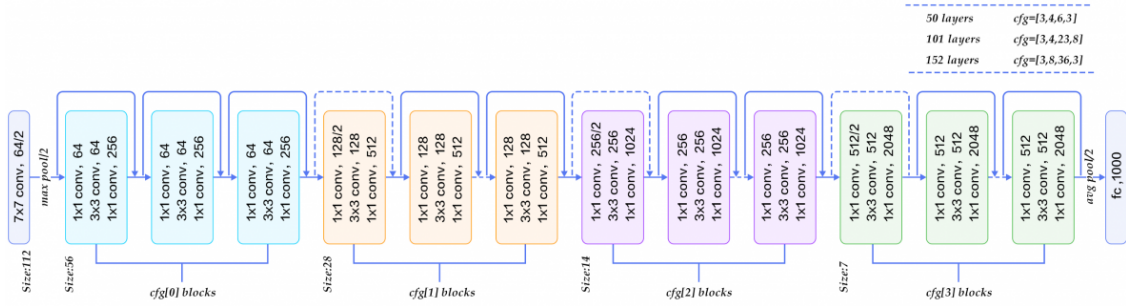 50 layers cfg=[3,4,6,3]
101 layers cfg=[3,4,23,8]
152 layers cfg=[3,8,36,3]
7x7 conv, 64/2
max pool/2
1x1 conv, 64
3x3 conv, 64
1x1 conv, 256
1x1 conv, 64
3x3 conv, 64
1x1 conv, 256
1x1 conv, 64
3x3 conv, 64
1x1 conv, 256
1x1 conv, 128/2
3x3 conv, 128
1x1 conv, 512
1x1 conv, 128
3x3 conv, 128
1x1 conv, 512
1x1 conv, 128
3x3 conv, 128
1x1 conv, 512
1x1 conv, 256/2
3x3 conv, 256
1x1 conv, 1024
1x1 conv, 256
3x3 conv, 256
1x1 conv, 1024
1x1 conv, 256
3x3 conv, 256
1x1 conv, 1024
1x1 conv, 512/2
3x3 conv, 512
1x1 conv, 2048
1x1 conv, 512
3x3 conv, 512
1x1 conv, 2048
1x1 conv, 512
3x3 conv, 512
1x1 conv, 2048
avg pool/2
fc ,1000
Size:112
Size:56
Size:28
Size:14
Size:7
cfg[0] blocks
cfg[1] blocks
cfg[2] blocks
cfg[3] blocks